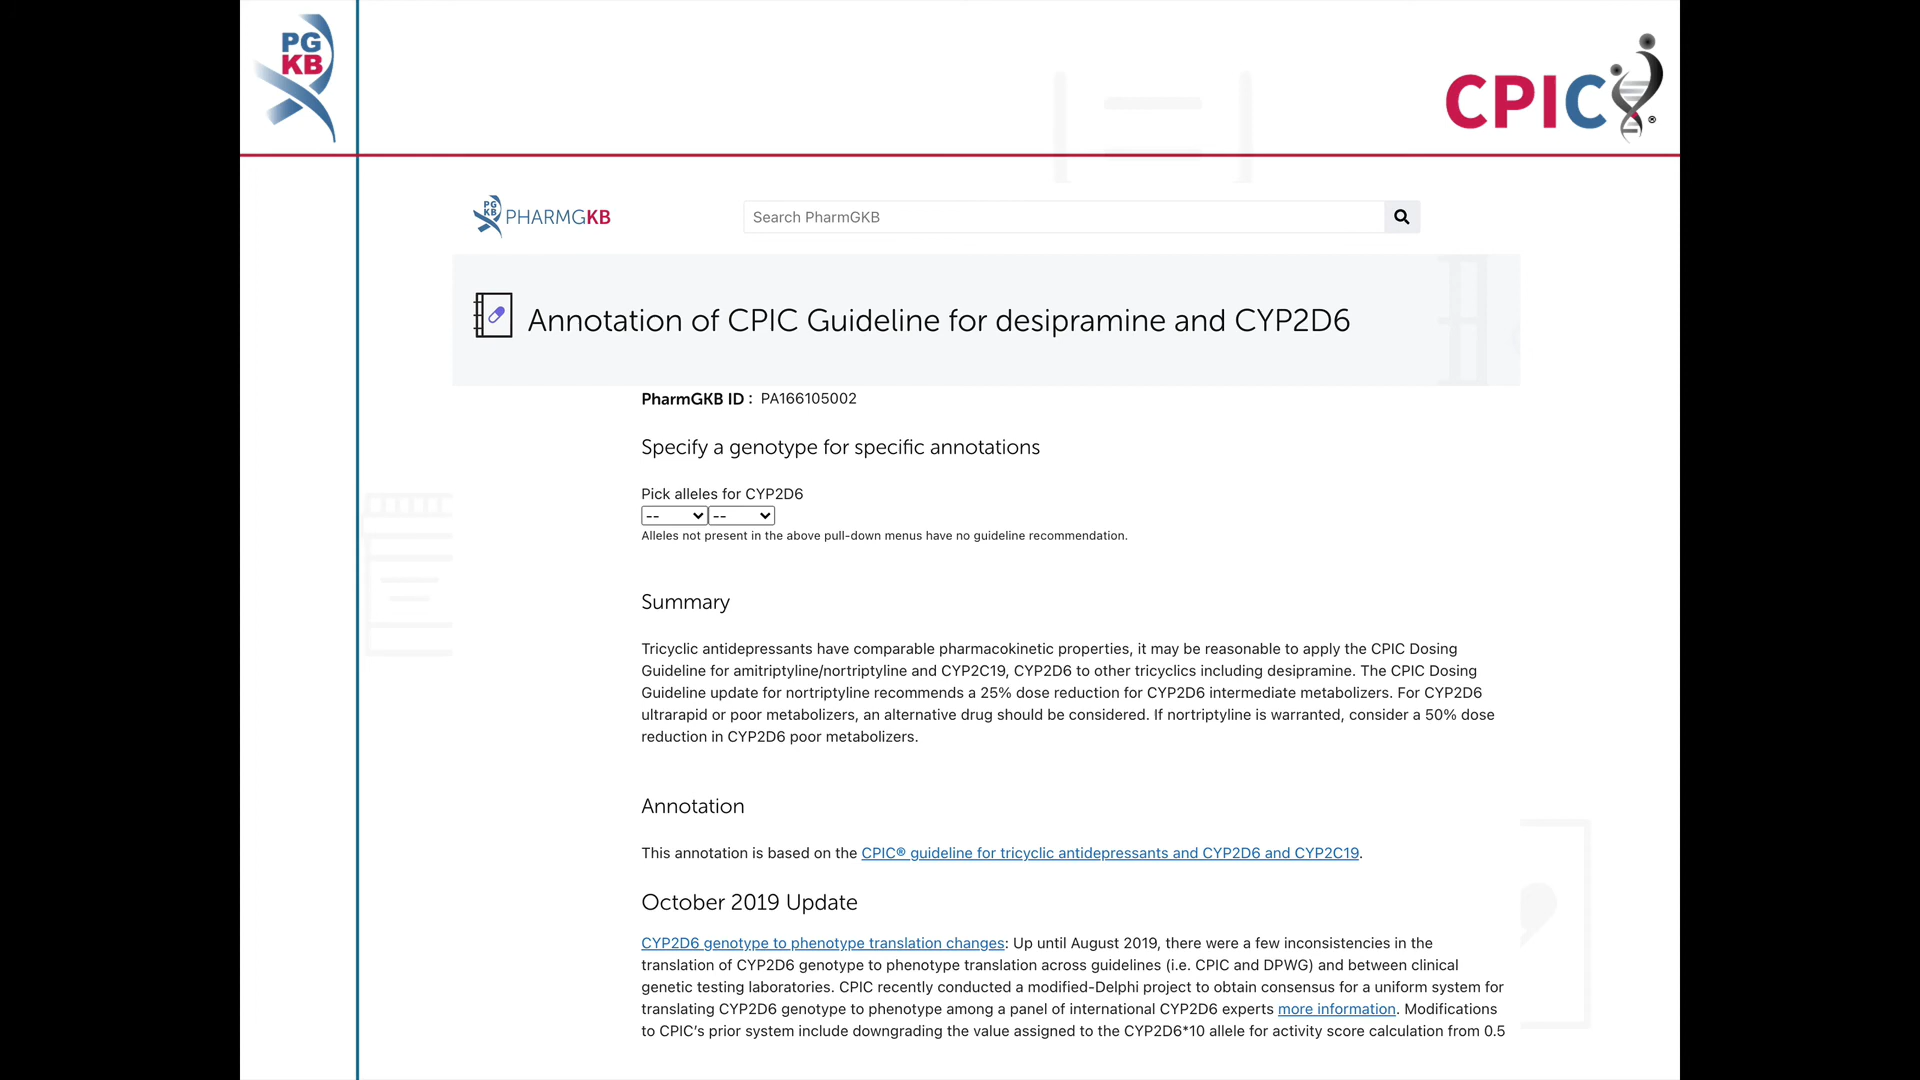 PG
KB
CPIC®
PG
KB
PHARMGKB
Search PharmGKB
Annotation of CPIC Guideline for desipramine and CYP2D6
PharmGKB ID : PA166105002
Specify a genotype for specific annotations
Pick alleles for CYP2D6
-- --
Alleles not present in the above pull-down menus have no guideline recommendation.
Summary
Tricyclic antidepressants have comparable pharmacokinetic properties, it may be reasonable to apply the CPIC Dosing
Guideline for amitriptyline/nortriptyline and CYP2C19, CYP2D6 to other tricyclics including desipramine. The CPIC Dosing
Guideline update for nortriptyline recommends a 25% dose reduction for CYP2D6 intermediate metabolizers. For CYP2D6
ultrarapid or poor metabolizers, an alternative drug should be considered. If nortriptyline is warranted, consider a 50% dose
reduction in CYP2D6 poor metabolizers.
Annotation
This annotation is based on the CPIC® guideline for tricyclic antidepressants and CYP2D6 and CYP2C19.
October 2019 Update
CYP2D6 genotype to phenotype translation changes: Up until August 2019, there were a few inconsistencies in the
translation of CYP2D6 genotype to phenotype translation across guidelines (i.e. CPIC and DPWG) and between clinical
genetic testing laboratories. CPIC recently conducted a modified-Delphi project to obtain consensus for a uniform system for
translating CYP2D6 genotype to phenotype among a panel of international CYP2D6 experts more information. Modifications
to CPIC’s prior system include downgrading the value assigned to the CYP2D6*10 allele for activity score calculation from 0.5